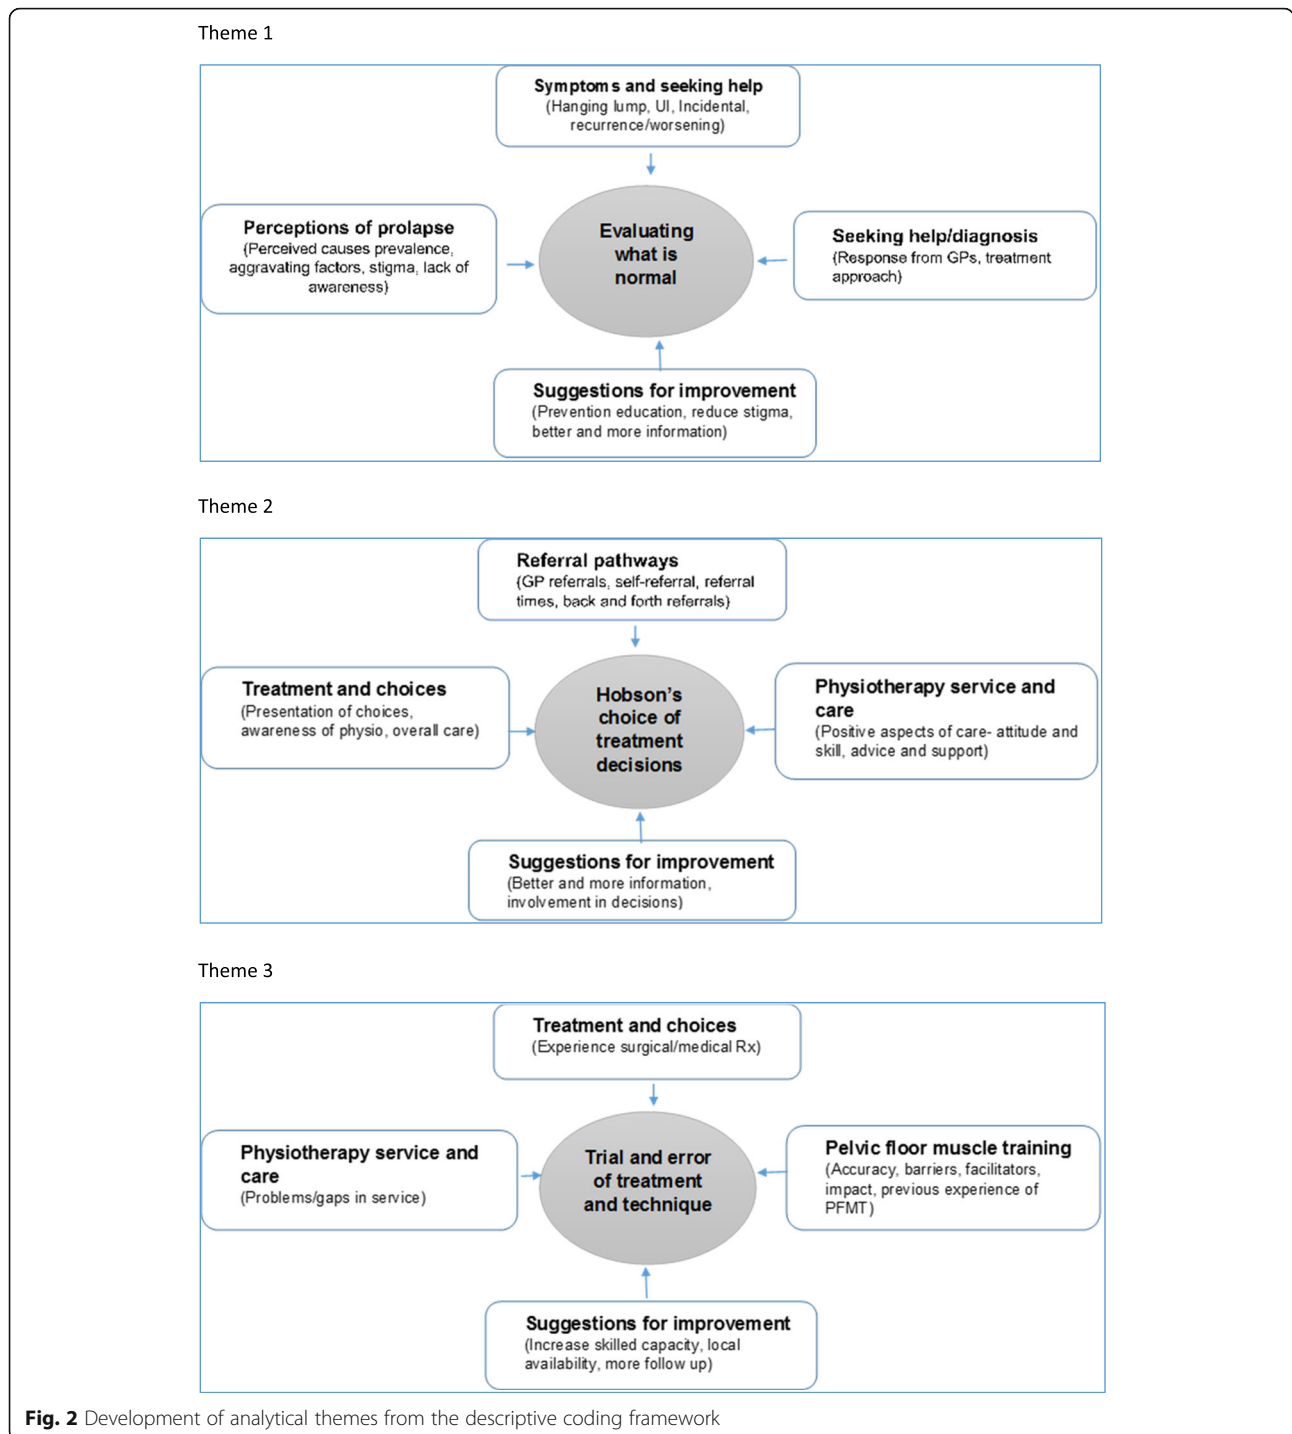 Theme 1
Symptoms and seeking help
(Hanging lump, UI, Incidental,
recurrence/worsening)
Perceptions of prolapse
(Perceived causes prevalence,
aggravating factors, stigma, lack of
awareness)
Evaluating
what is
normal
Seeking help/diagnosis
(Response from GPs, treatment
approach)
Suggestions for improvement
(Prevention education, reduce stigma,
better and more information)
Theme 2
Referral pathways
(GP referrals, self-referral, referral
times, back and forth referrals)
Treatment and choices
(Presentation of choices,
awareness of physio, overall care)
Hobson's
choice of
treatment
decisions
Physiotherapy service and
care
(Positive aspects of care- attitude and
skill, advice and support)
Suggestions for improvement
(Better and more information,
involvement in decisions)
Theme 3
Treatment and choices
(Experience surgical/medical Rx)
Physiotherapy service and
care
(Problems/gaps in service)
Trial and error
of treatment
and technique
Pelvic floor muscle training
(Accuracy, barriers, facilitators,
impact, previous experience of
PFMT)
Suggestions for improvement
(Increase skilled capacity, local
availability, more follow up)
Fig. 2 Development of analytical themes from the descriptive coding framework